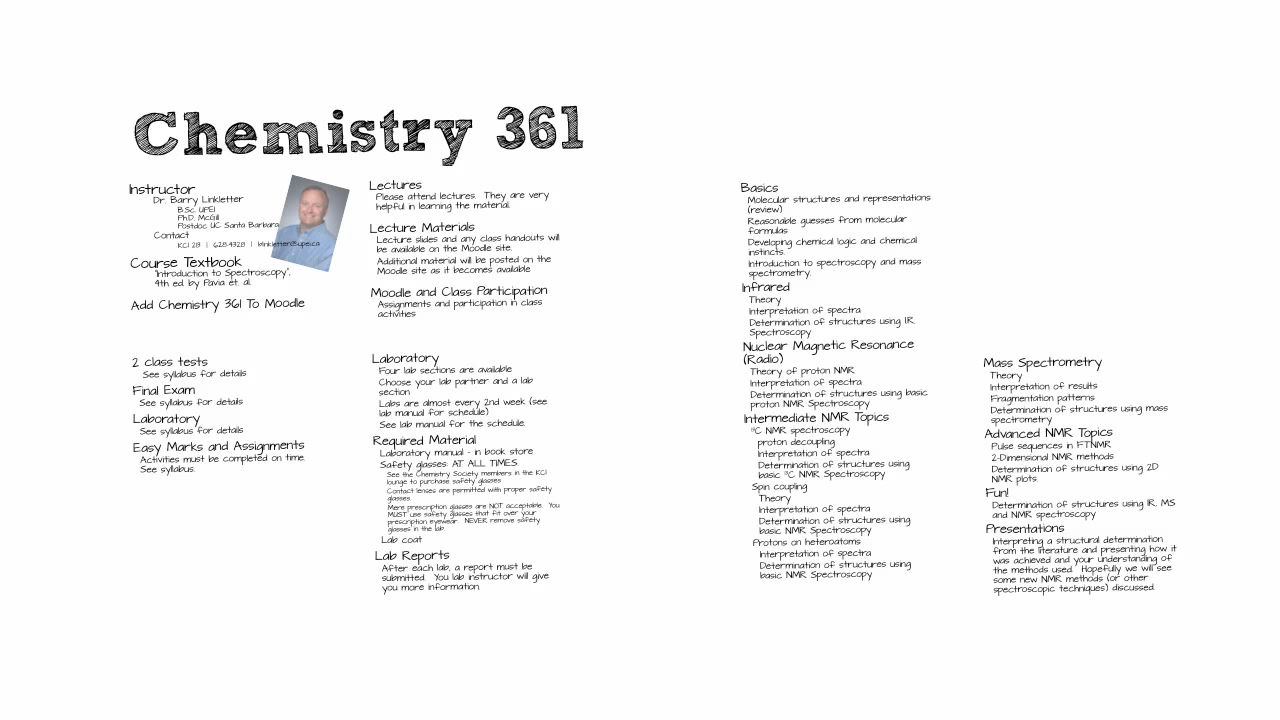 Chemistry 361
Instructor
Dr. Barry Linkletter
B.Sc. UPEI
Ph.D. McGill
Postdoc UC Santa Barbara
Contact
KCI 211 | 628.4328 | blinkletter@upei.ca
Course Textbook
"Introduction to Spectroscopy",
4th ed. by Pavia et. al.
Add Chemistry 361 To Moodle
2 class tests
See syllabus for details
Final Exam
See syllabus for details
Laboratory
See syllabus for details
Easy Marks and Assignments
Activities must be completed on time.
See syllabus.
Lectures
Please attend lectures. They are very
helpful in learning the material.
Lecture Materials
Lecture slides and any class handouts will
be available on the Moodle site.
Additional material will be posted on the
Moodle site as it becomes available
Moodle and Class Participation
Assignments and participation in class
activities
Laboratory
Four lab sections are available
Choose your lab partner and a lab
section
Labs are almost every 2nd week (see
lab manual for schedule)
See lab manual for the schedule.
Required Material
Laboratory manual - in book store
Safety glasses: AT ALL TIMES.
See the Chemistry Society members in the KCI
lounge to purchase safety glasses
Contact lenses are permitted with proper safety
glasses.
Mere prescription glasses are NOT acceptable. You
MUST use safety glasses that fit over your
prescription eyewear. NEVER remove safety
glasses in the lab.
Lab coat
Lab Reports
After each lab, a report must be
submitted. You lab instructor will give
you more information.
Basics
Molecular structures and representations
(review)
Reasonable guesses from molecular
formulas
Developing chemical logic and chemical
instincts.
Introduction to spectroscopy and mass
spectrometry.
Infrared
Theory
Interpretation of spectra
Determination of structures using I.R.
Spectroscopy
Nuclear Magnetic Resonance
(Radio)
Theory of proton NMR
Interpretation of spectra
Determination of structures using basic
proton NMR Spectroscopy
Intermediate NMR Topics
¹³C NMR spectroscopy
proton decoupling
Interpretation of spectra
Determination of structures using
basic ¹³C NMR Spectroscopy
Spin coupling
Theory
Interpretation of spectra
Determination of structures using
basic NMR Spectroscopy
Protons on heteroatoms
Interpretation of spectra
Determination of structures using
basic NMR Spectroscopy
Mass Spectrometry
Theory
Interpretation of results
Fragmentation patterns
Determination of structures using mass
spectrometry
Advanced NMR Topics
Pulse sequences in FTNMR
2-Dimensional NMR methods
Determination of structures using 2D
NMR plots.
Fun!
Determination of structures using IR, MS
and NMR spectroscopy
Presentations
Interpreting a structural determination
from the literature and presenting how it
was achieved and your understanding of
the methods used. Hopefully we will see
some new NMR methods (or other
spectroscopic techniques) discussed.